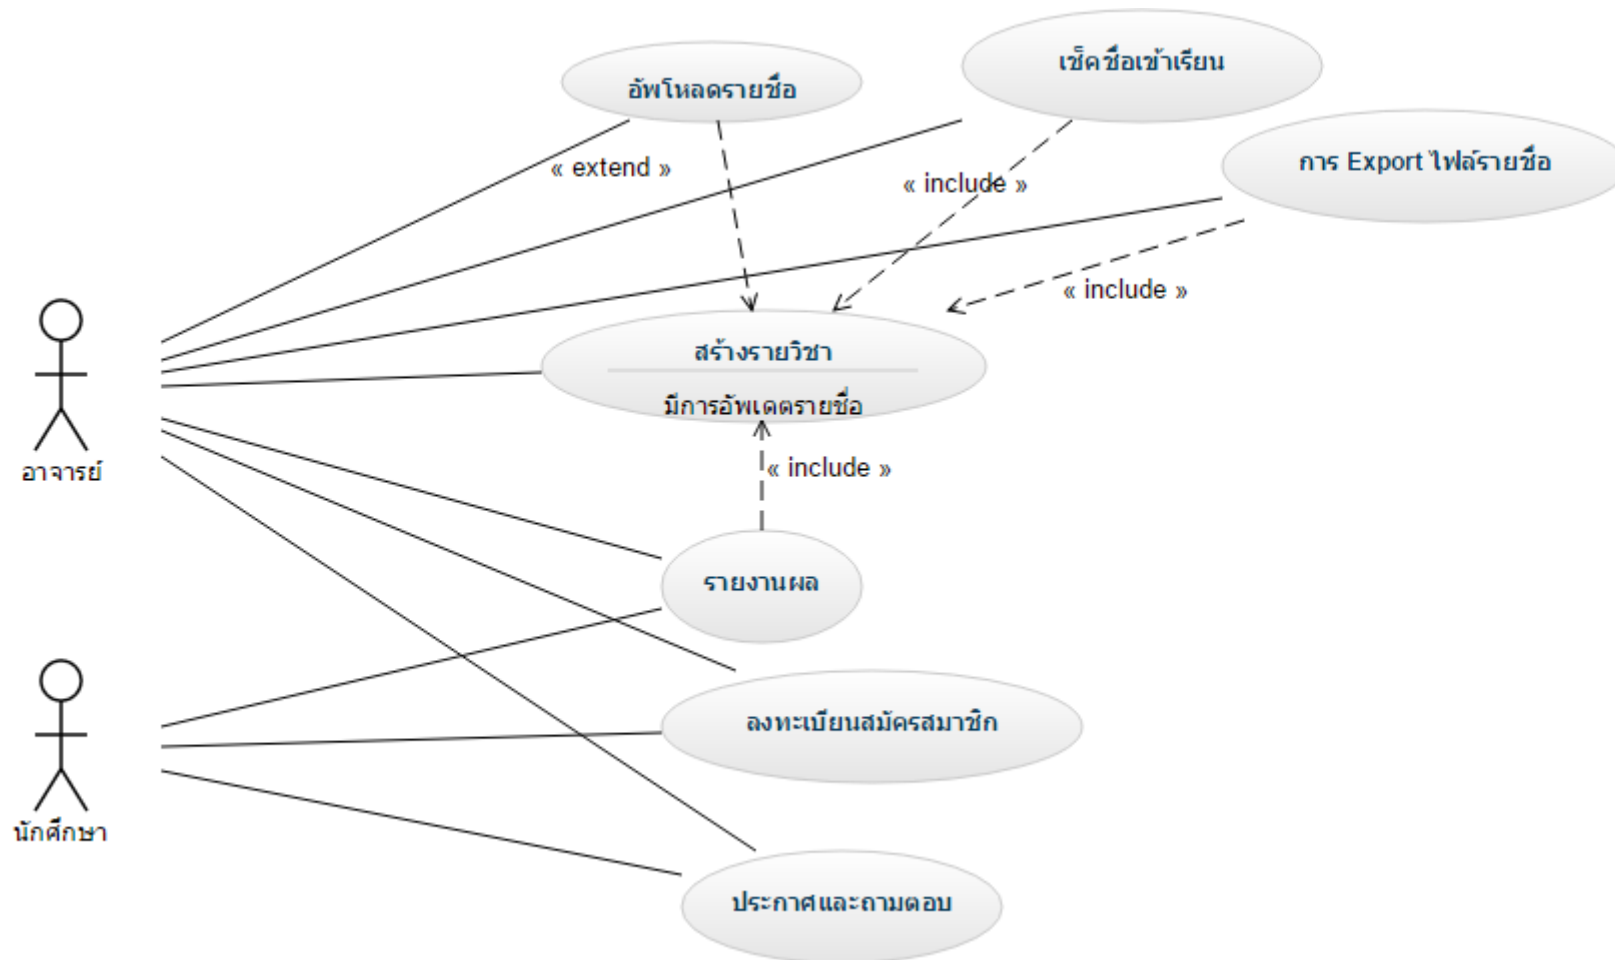 เช็คชื่อเข้าเรียน
อัพโหลดรายชื่อ
การ Export ไฟล์รายชื่อ
« extend »
« include »
« include »
สร้างรายวิชา
มีการอัพเดตรายชื่อ
อาจารย์
« include »
รายงานผล
ลงทะเบียนสมัครสมาชิก
นักศึกษา
ประกาศและถามตอบ